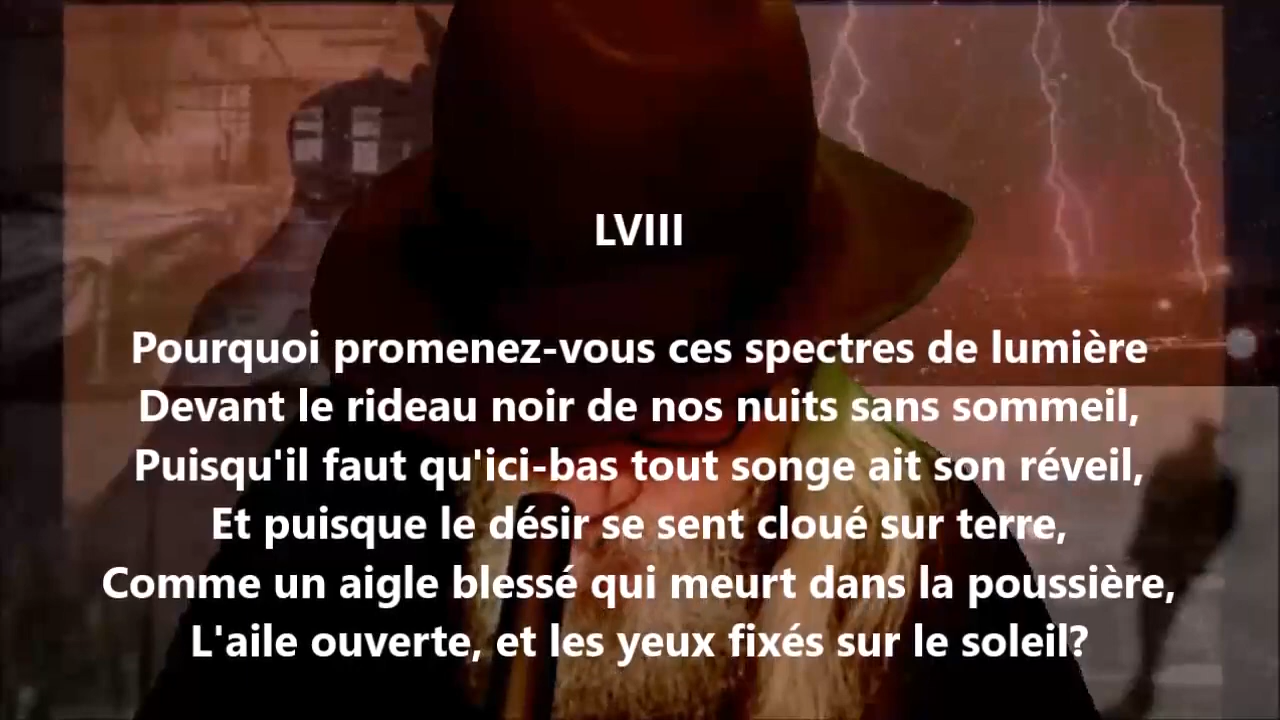 LVIII
Pourquoi promenez-vous ces spectres de lumière
Devant le rideau noir de nos nuits sans sommeil,
Puisqu'il faut qu'ici-bas tout songe ait son réveil,
Et puisque le désir se sent cloué sur terre,
Comme un aigle blessé qui meurt dans la poussière,
L'aile ouverte, et les yeux fixés sur le soleil?